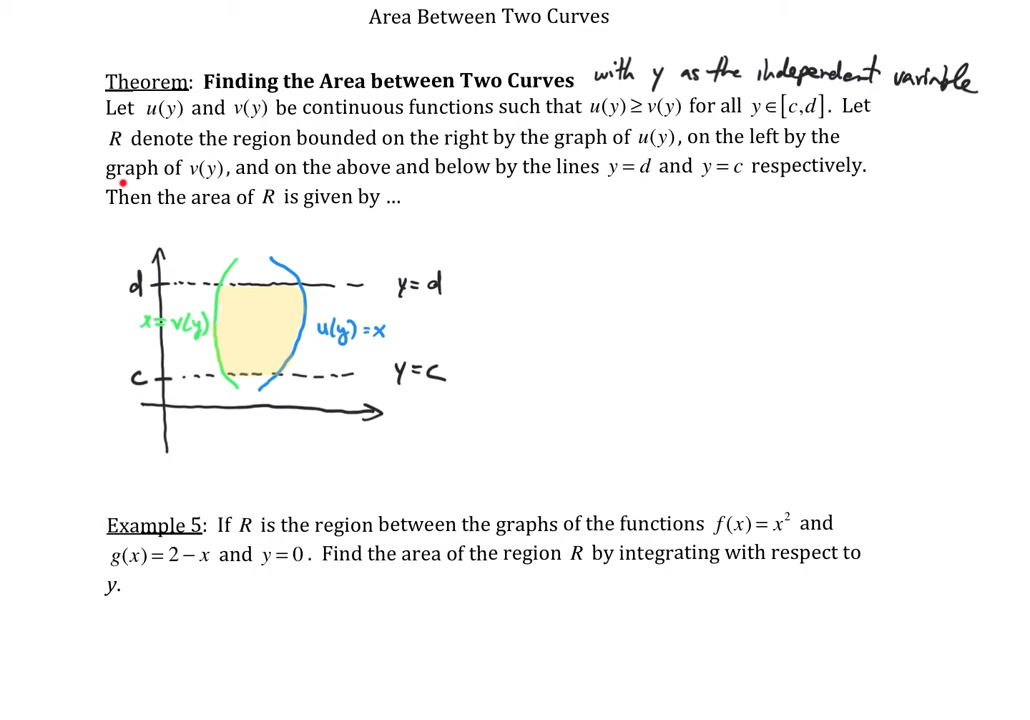 Area Between Two Curves
Theorem: Finding the Area between Two Curves with y as the independent variable
Let u(y) and v(y) be continuous functions such that u(y) ≥ v(y) for all y ∈ [c,d]. Let
R denote the region bounded on the right by the graph of u(y), on the left by the
graph of v(y), and on the above and below by the lines y = d and y = c respectively.
Then the area of R is given by ...
d y = d
x = v(y) u(y) = x
c y = c
Example 5: If R is the region between the graphs of the functions f(x) = x² and
g(x) = 2 − x and y = 0. Find the area of the region R by integrating with respect to
y.